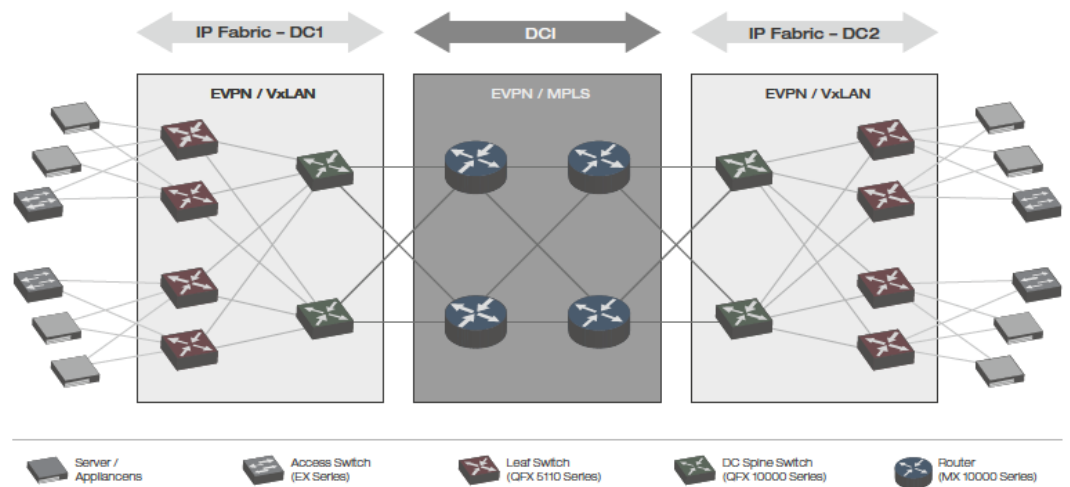 IP Fabric – DC1
DCI
IP Fabric – DC2
EVPN / VxLAN
EVPN / MPLS
EVPN / VxLAN
Server /
Appliancens
Access Switch
(EX Series)
Leaf Switch
(QFX 5110 Series)
DC Spine Switch
(QFX 10000 Series)
Router
(MX 10000 Series)